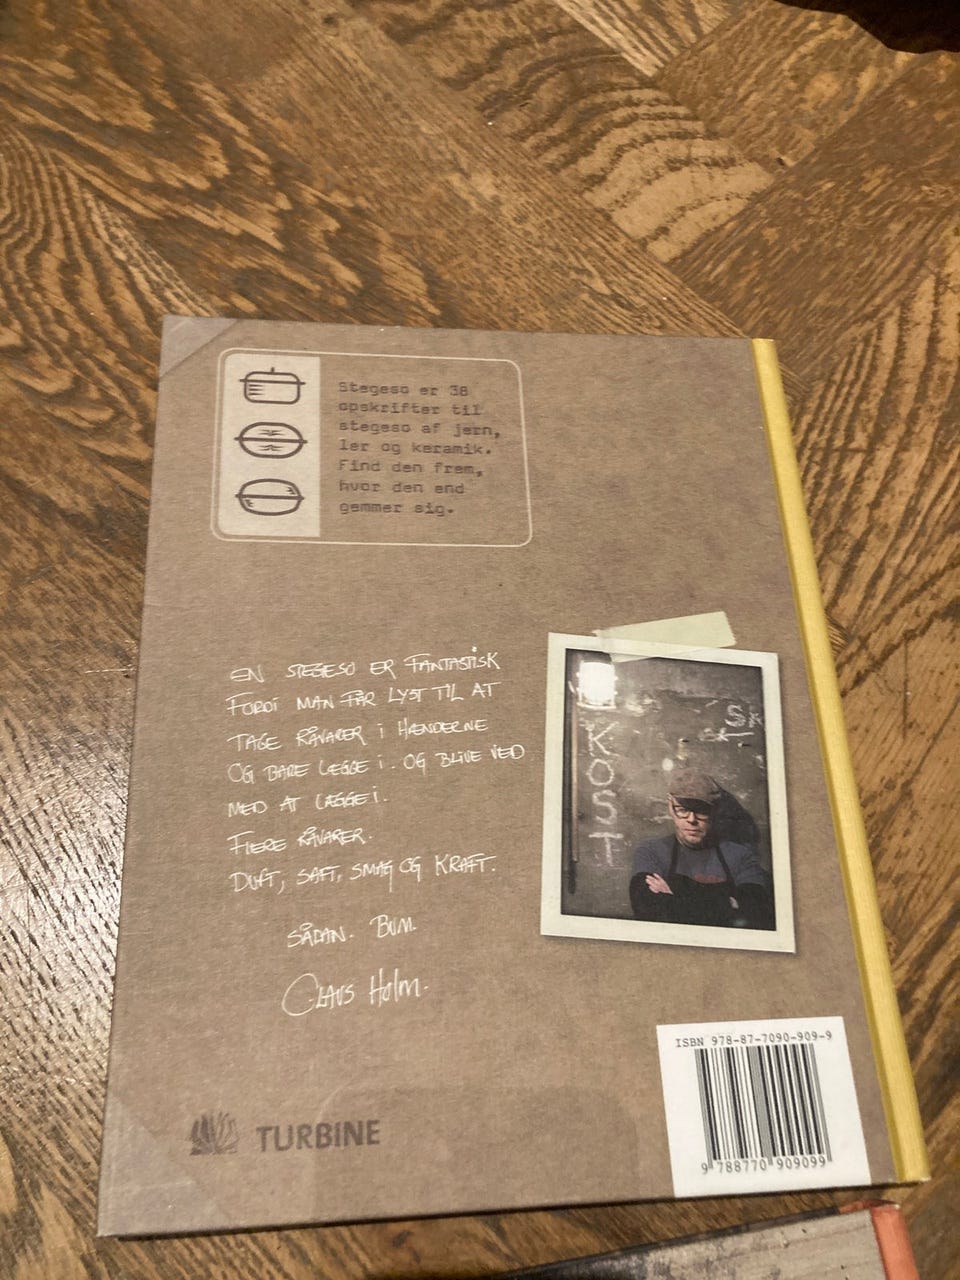 Stegeso er 38
opskrifter til
stegeso af jern,
ler og keramik.
Find den frem,
hvor den end
gemmer sig.
EN STEGESO ER FANTASTISK
FORDI MAN FÅR LYST TIL AT
TAGE RÅVARER I HÆNDERNE
OG BARE LÆGGE I. OG BLIVE VED
MED AT LÆGGE I.
FLERE RÅVARER.
DUFT, SAFT, SMAG OG KRAFT.
SÅDAN. BUM.
CLAUS HOLM.
KOST
ISBN 978-87-7090-909-9
9 788770 909099
TURBINE